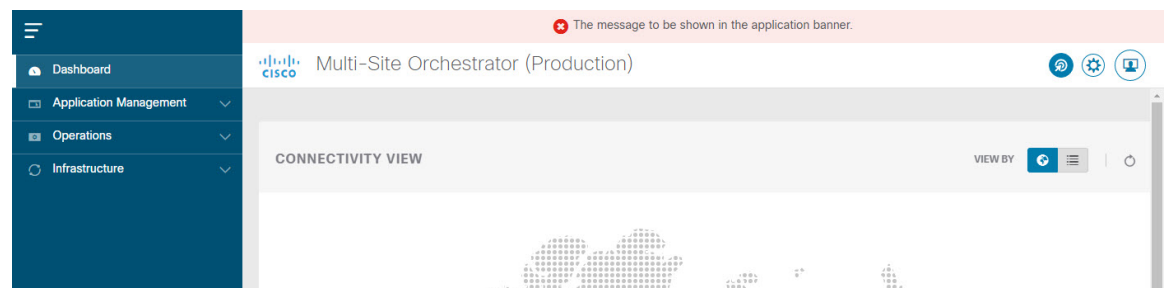 The message to be shown in the application banner.
Dashboard
Application Management
Operations
Infrastructure
CISCO
Multi-Site Orchestrator (Production)
CONNECTIVITY VIEW
VIEW BY